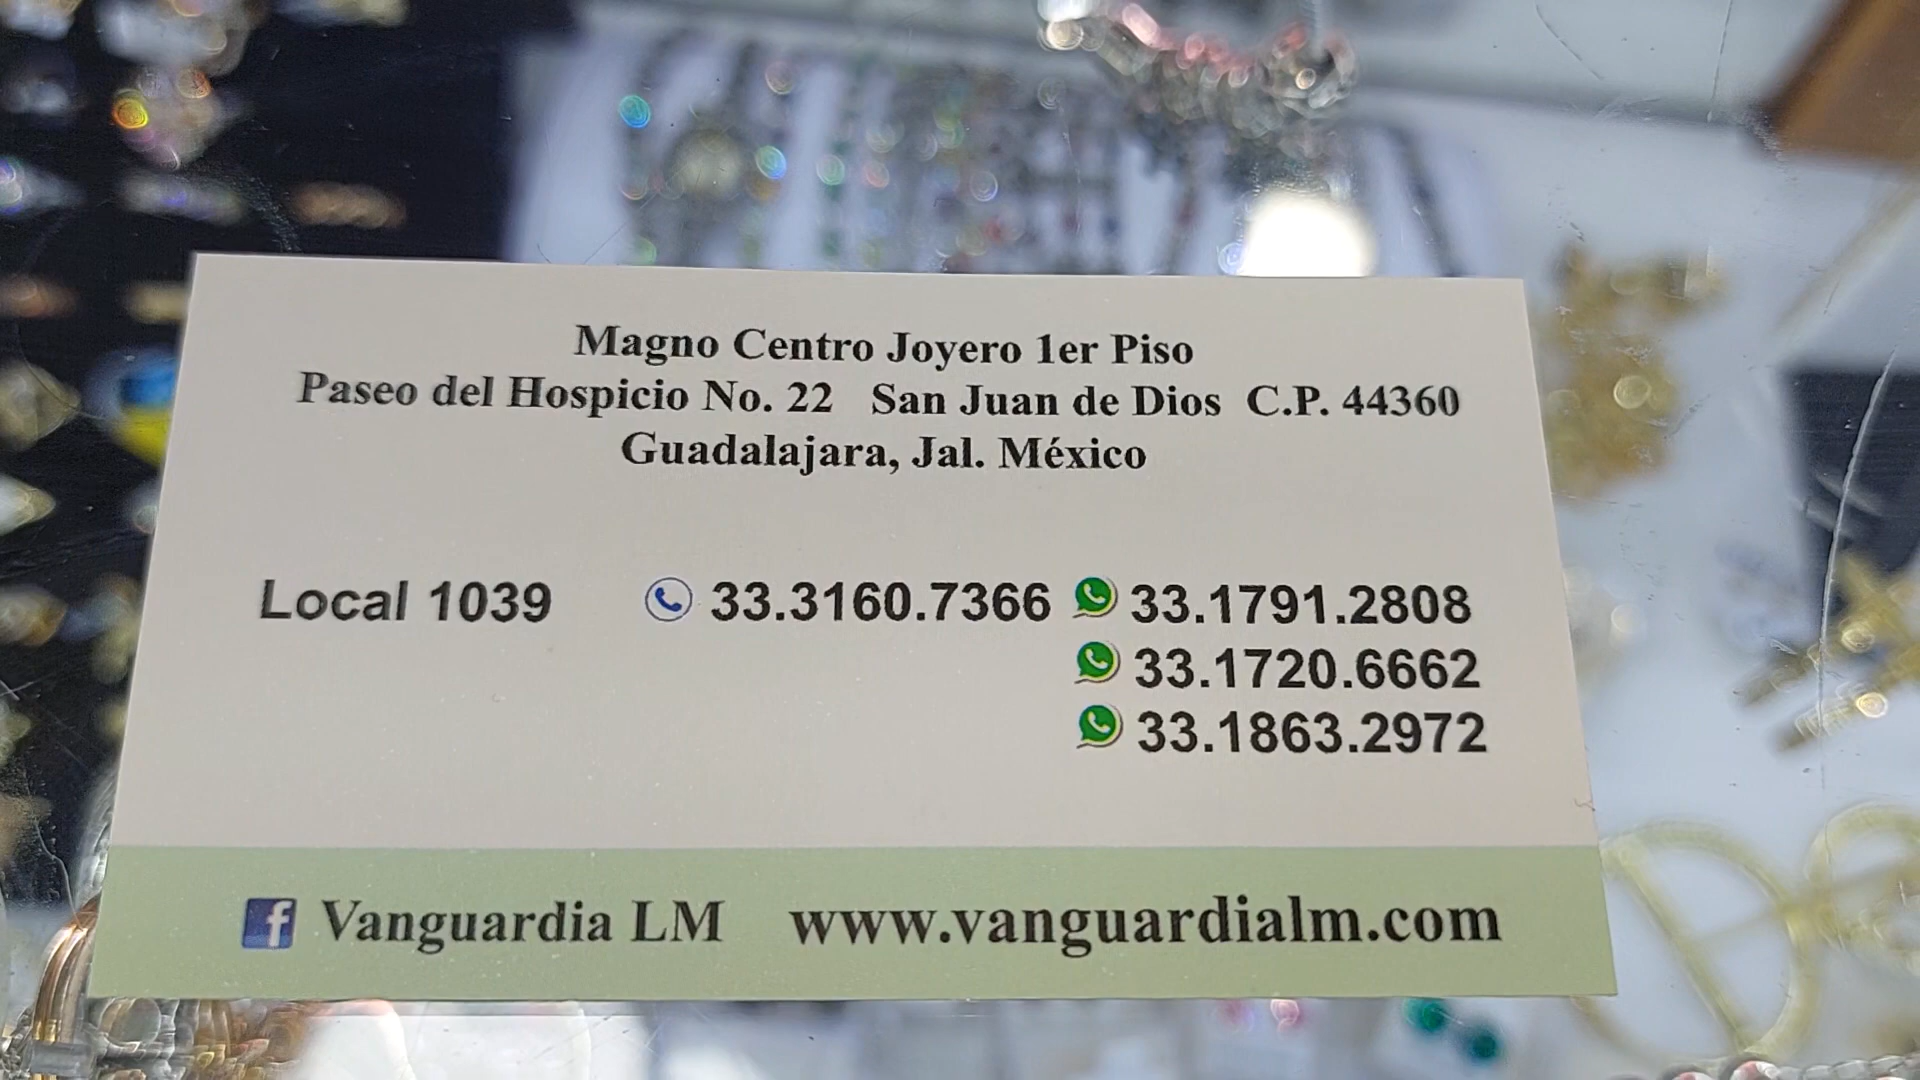 Magno Centro Joyero 1er Piso
Paseo del Hospicio No. 22 San Juan de Dios C.P. 44360
Guadalajara, Jal. México
Local 1039 33.3160.7366 33.1791.2808
33.1720.6662
33.1863.2972
f Vanguardia LM www.vanguardialm.com